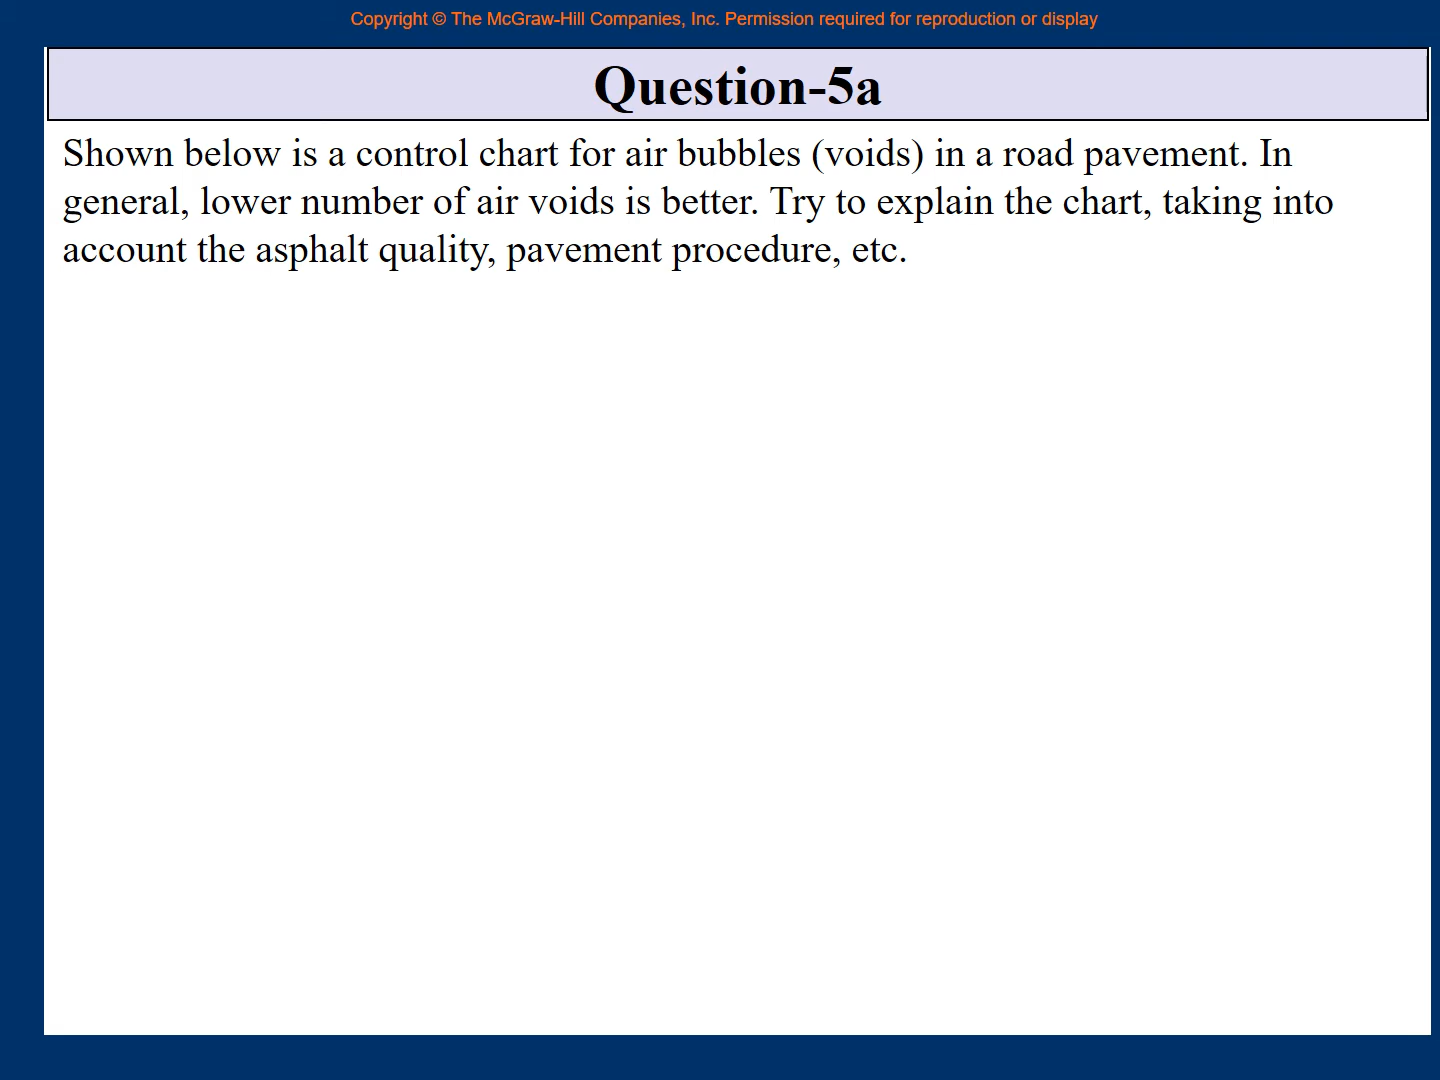 Copyright © The McGraw-Hill Companies, Inc. Permission required for reproduction or display
Question-5a
Shown below is a control chart for air bubbles (voids) in a road pavement. In
general, lower number of air voids is better. Try to explain the chart, taking into
account the asphalt quality, pavement procedure, etc.